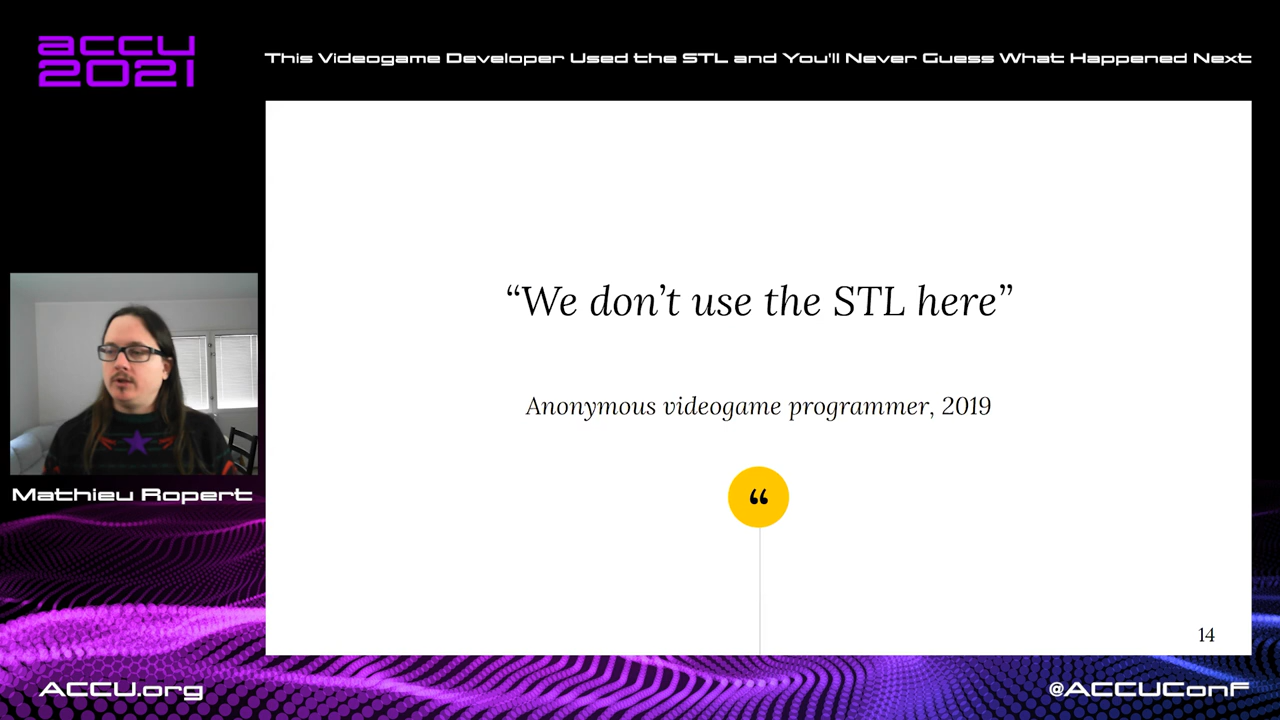 accu
2021
This Videogame Developer Used the STL and You'll Never Guess What Happened Next
“We don’t use the STL here”
Anonymous videogame programmer, 2019
“
14
Mathieu Ropert
ACCU.org
@ACCUConf